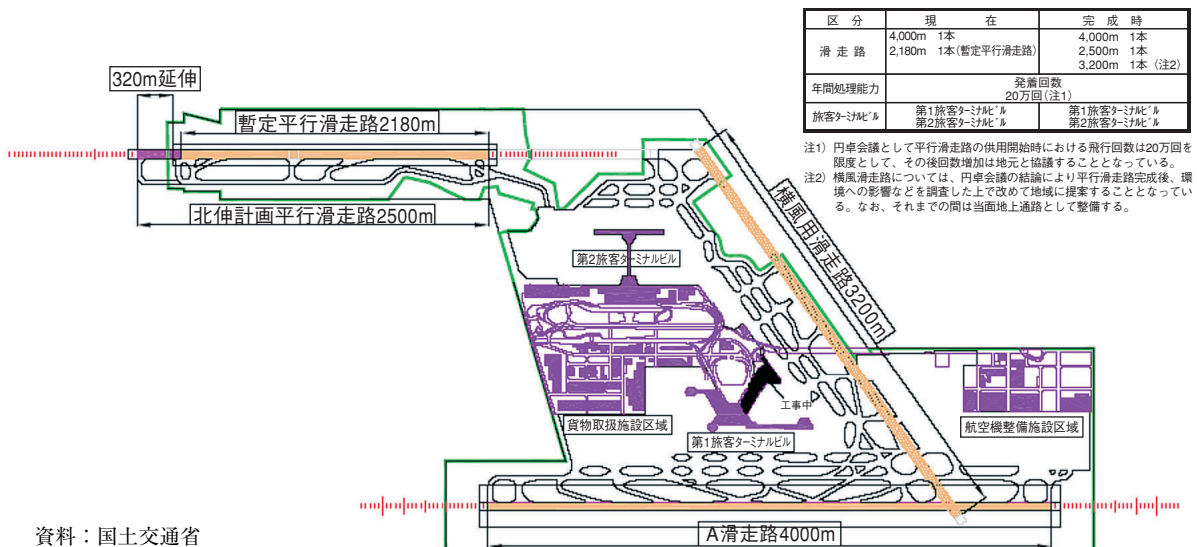 区　分
現　　在
完　成　時
滑 走 路
4,000m 1本
2,180m 1本(暫定平行滑走路)
4,000m 1本
2,500m 1本
3,200m 1本 (注2)
年間処理能力
発着回数
20万回(注1)
旅客ターミナルビル
第1旅客ターミナルビル
第2旅客ターミナルビル
第1旅客ターミナルビル
第2旅客ターミナルビル
注1) 円卓会議として平行滑走路の供用開始時における飛行回数は20万回を
限度として、その後回数増加は地元と協議することとなっている。
注2) 横風滑走路については、円卓会議の結論により平行滑走路完成後、環
境への影響などを調査した上で改めて地域に提案することとなってい
る。なお、それまでの間は当面地上通路として整備する。
320m延伸
暫定平行滑走路2180m
北伸計画平行滑走路2500m
横風用滑走路3200m
第2旅客ターミナルビル
工事中
貨物取扱施設区域
第1旅客ターミナルビル
航空機整備施設区域
A滑走路4000m
資料：国土交通省